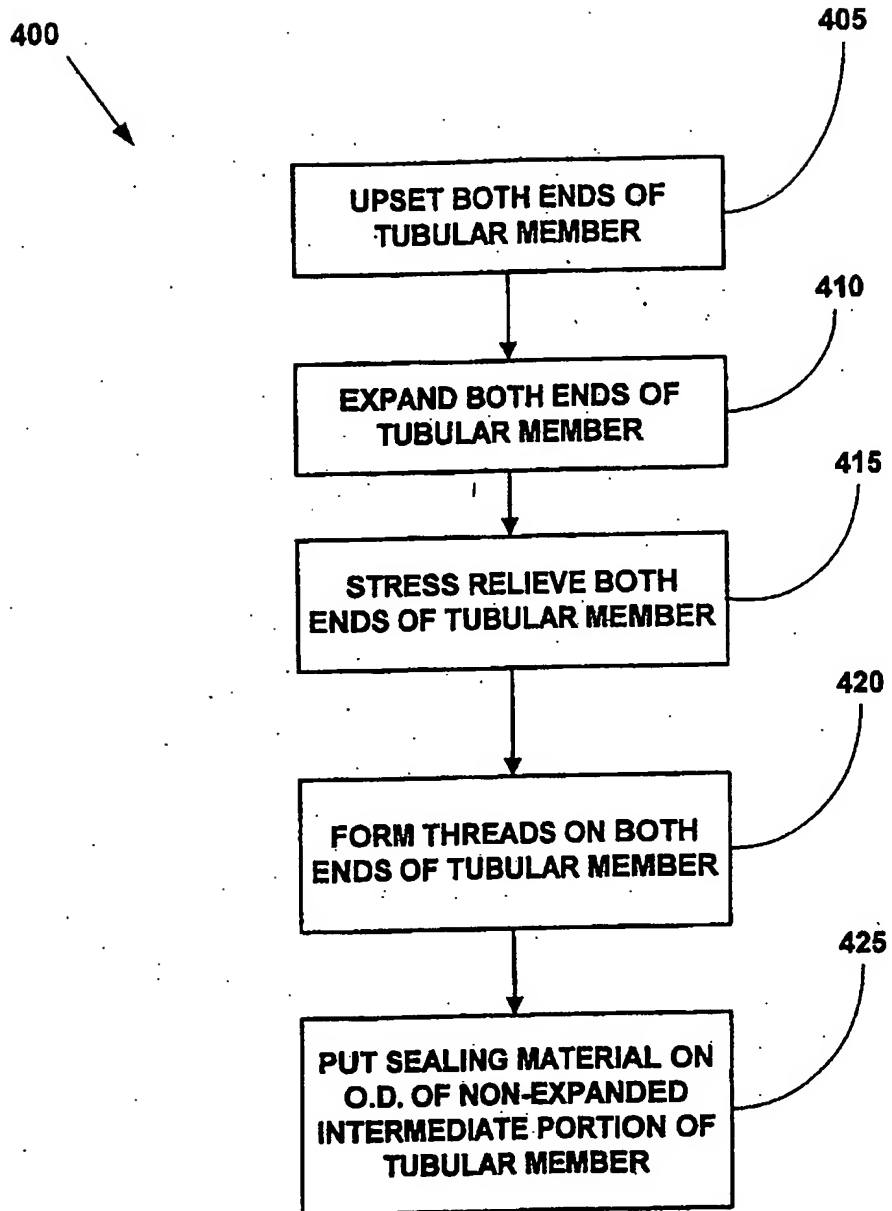 400
405
UPSET BOTH ENDS OF
TUBULAR MEMBER
410
EXPAND BOTH ENDS OF
TUBULAR MEMBER
415
STRESS RELIEVE BOTH
ENDS OF TUBULAR MEMBER
420
FORM THREADS ON BOTH
ENDS OF TUBULAR MEMBER
425
PUT SEALING MATERIAL ON
O.D. OF NON-EXPANDED
INTERMEDIATE PORTION OF
TUBULAR MEMBER